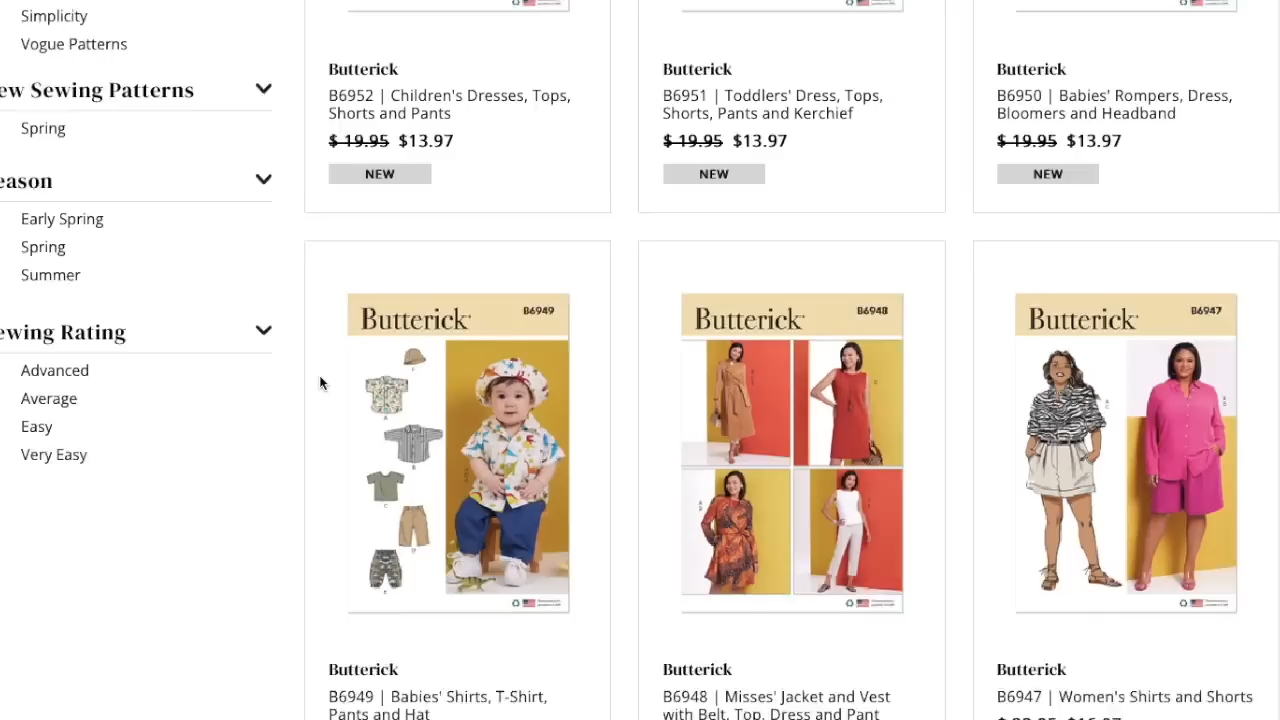 Simplicity
Vogue Patterns
ew Sewing Patterns
Spring
eason
Early Spring
Spring
Summer
ewing Rating
Advanced
Average
Easy
Very Easy
Butterick
B6952 | Children's Dresses, Tops,
Shorts and Pants
$ 19.95 $13.97
NEW
Butterick
B6951 | Toddlers' Dress, Tops,
Shorts, Pants and Kerchief
$ 19.95 $13.97
NEW
Butterick
B6950 | Babies' Rompers, Dress,
Bloomers and Headband
$ 19.95 $13.97
NEW
Butterick B6949
Butterick
B6949 | Babies' Shirts, T-Shirt,
Pants and Hat
Butterick B6948
Butterick
B6948 | Misses' Jacket and Vest
with Belt, Top, Dress and Pant
Butterick B6947
Butterick
B6947 | Women's Shirts and Shorts